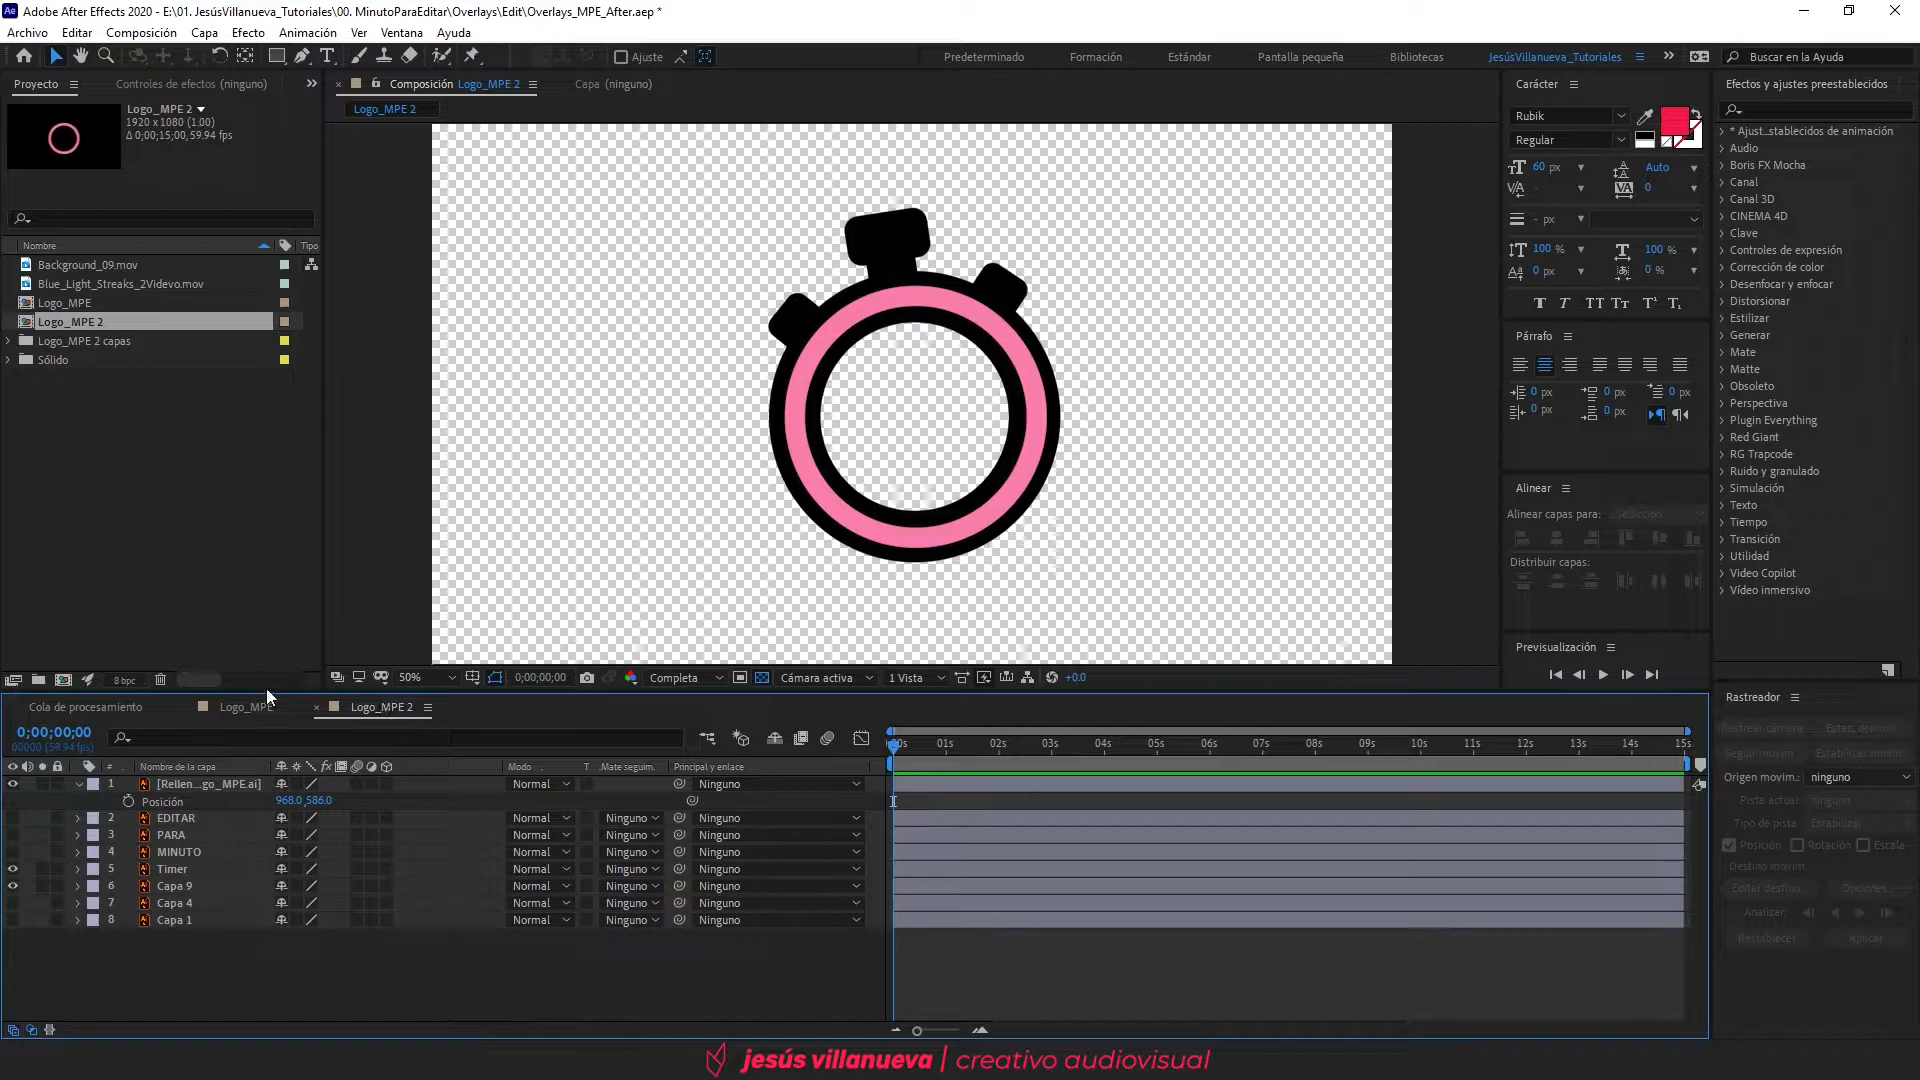 Ae Adobe After Effects 2020 - E:\01. JesúsVillanueva_Tutoriales\00. MinutoParaEditar\Overlays\Edit\Overlays_MPE_After.aep *
Archivo Editar Composición Capa Efecto Animación Ver Ventana Ayuda
Ajuste Predeterminado Formación Estándar Pantalla pequeña Bibliotecas JesúsVillanueva_Tutoriales Buscar en la Ayuda
Proyecto Controles de efectos (ninguno)
Logo_MPE 2
1920 x 1080 (1.00)
Δ 0;00;15;00, 59.94 fps
Nombre Tipo
Background_09.mov
Blue_Light_Streaks_2Videvo.mov
Logo_MPE
Logo_MPE 2
Logo_MPE 2 capas
Sólido
8 bpc
Composición Logo_MPE 2 Capa (ninguno)
Logo_MPE 2
50% 0;00;00;00 Completa Cámara activa 1 Vista +0.0
Carácter
Rubik
Regular
60 px Auto
0
- px
100 % 100 %
0 px 0 %
T T TT Tт T¹ T₁
Párrafo
0 px 0 px 0 px
0 px 0 px
Alinear
Alinear capas para: Selección
Distribuir capas:
Previsualización
Efectos y ajustes preestablecidos
* Ajust...stablecidos de animación
Audio
Boris FX Mocha
Canal
Canal 3D
CINEMA 4D
Clave
Controles de expresión
Corrección de color
Desenfocar y enfocar
Distorsionar
Estilizar
Generar
Mate
Matte
Obsoleto
Perspectiva
Plugin Everything
Red Giant
RG Trapcode
Ruido y granulado
Simulación
Texto
Tiempo
Transición
Utilidad
Video Copilot
Vídeo inmersivo
Rastreador
Rastrear cámara
Origen movim.: ninguno
Pista actual: ninguno
Tipo de pista Estabilizar
Posición Rotación Escala
Destino movim.
Editar destino... Opciones...
Analizar:
Restablecer Aplicar
Cola de procesamiento Logo_MPE Logo_MPE 2
0;00;00;00
00000 (59.94 fps)
00s 01s 02s 03s 04s 05s 06s 07s 08s 09s 10s 11s 12s 13s 14s 15s
# Nombre de la capa Modo T .Mate seguim. Principal y enlace
1 [Rellen...go_MPE.ai] Normal Ninguno
Posición 968.0,586.0
2 EDITAR Normal Ninguno Ninguno
3 PARA Normal Ninguno Ninguno
4 MINUTO Normal Ninguno Ninguno
5 Timer Normal Ninguno Ninguno
6 Capa 9 Normal Ninguno Ninguno
7 Capa 4 Normal Ninguno Ninguno
8 Capa 1 Normal Ninguno Ninguno
jesús villanueva | creativo audiovisual